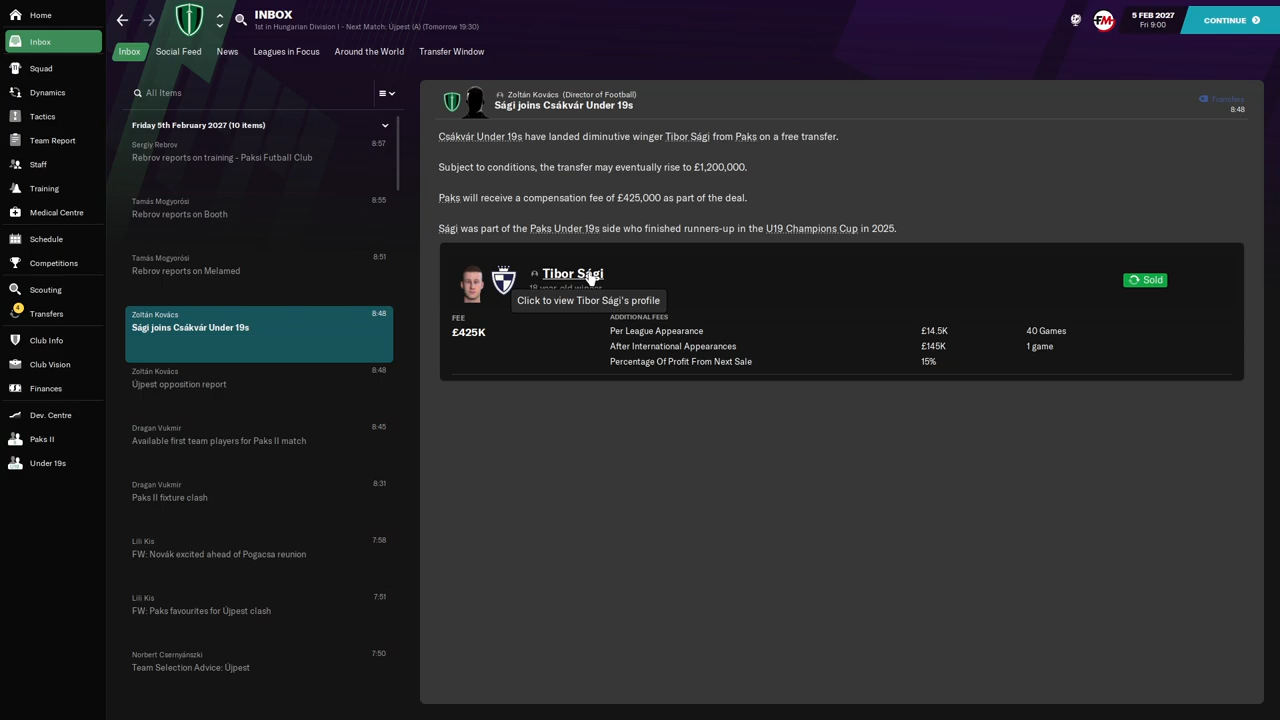 Home
Inbox
Squad
Dynamics
Tactics
Team Report
Staff
Training
Medical Centre
Schedule
Competitions
Scouting
4
Transfers
Club Info
Club Vision
Finances
Dev. Centre
Paks II
Under 19s
INBOX
1st in Hungarian Division I - Next Match: Újpest (A) (Tomorrow 19:30)
FM
5 FEB 2027
Fri 9:00
CONTINUE
Inbox
Social Feed
News
Leagues in Focus
Around the World
Transfer Window
All Items
Friday 5th February 2027 (10 items)
Sergiy Rebrov 8:57
Rebrov reports on training - Paksi Futball Club
Tamás Mogyorósi 8:55
Rebrov reports on Booth
Tamás Mogyorósi 8:51
Rebrov reports on Melamed
Zoltán Kovács 8:48
Sági joins Csákvár Under 19s
Zoltán Kovács 8:48
Újpest opposition report
Dragan Vukmir 8:45
Available first team players for Paks II match
Dragan Vukmir 8:31
Paks II fixture clash
Lili Kis 7:58
FW: Novák excited ahead of Pogacsa reunion
Lili Kis 7:51
FW: Paks favourites for Újpest clash
Norbert Csernyánszki 7:50
Team Selection Advice: Újpest
Zoltán Kovács (Director of Football)
Sági joins Csákvár Under 19s
Transfers
8:48
Csákvár Under 19s have landed diminutive winger Tibor Sági from Paks on a free transfer.
Subject to conditions, the transfer may eventually rise to £1,200,000.
Paks will receive a compensation fee of £425,000 as part of the deal.
Sági was part of the Paks Under 19s side who finished runners-up in the U19 Champions Cup in 2025.
Tibor Sági
18 year old winger
Click to view Tibor Sági's profile
Sold
FEE
£425K
ADDITIONAL FEES
Per League Appearance £14.5K 40 Games
After International Appearances £145K 1 game
Percentage Of Profit From Next Sale 15%